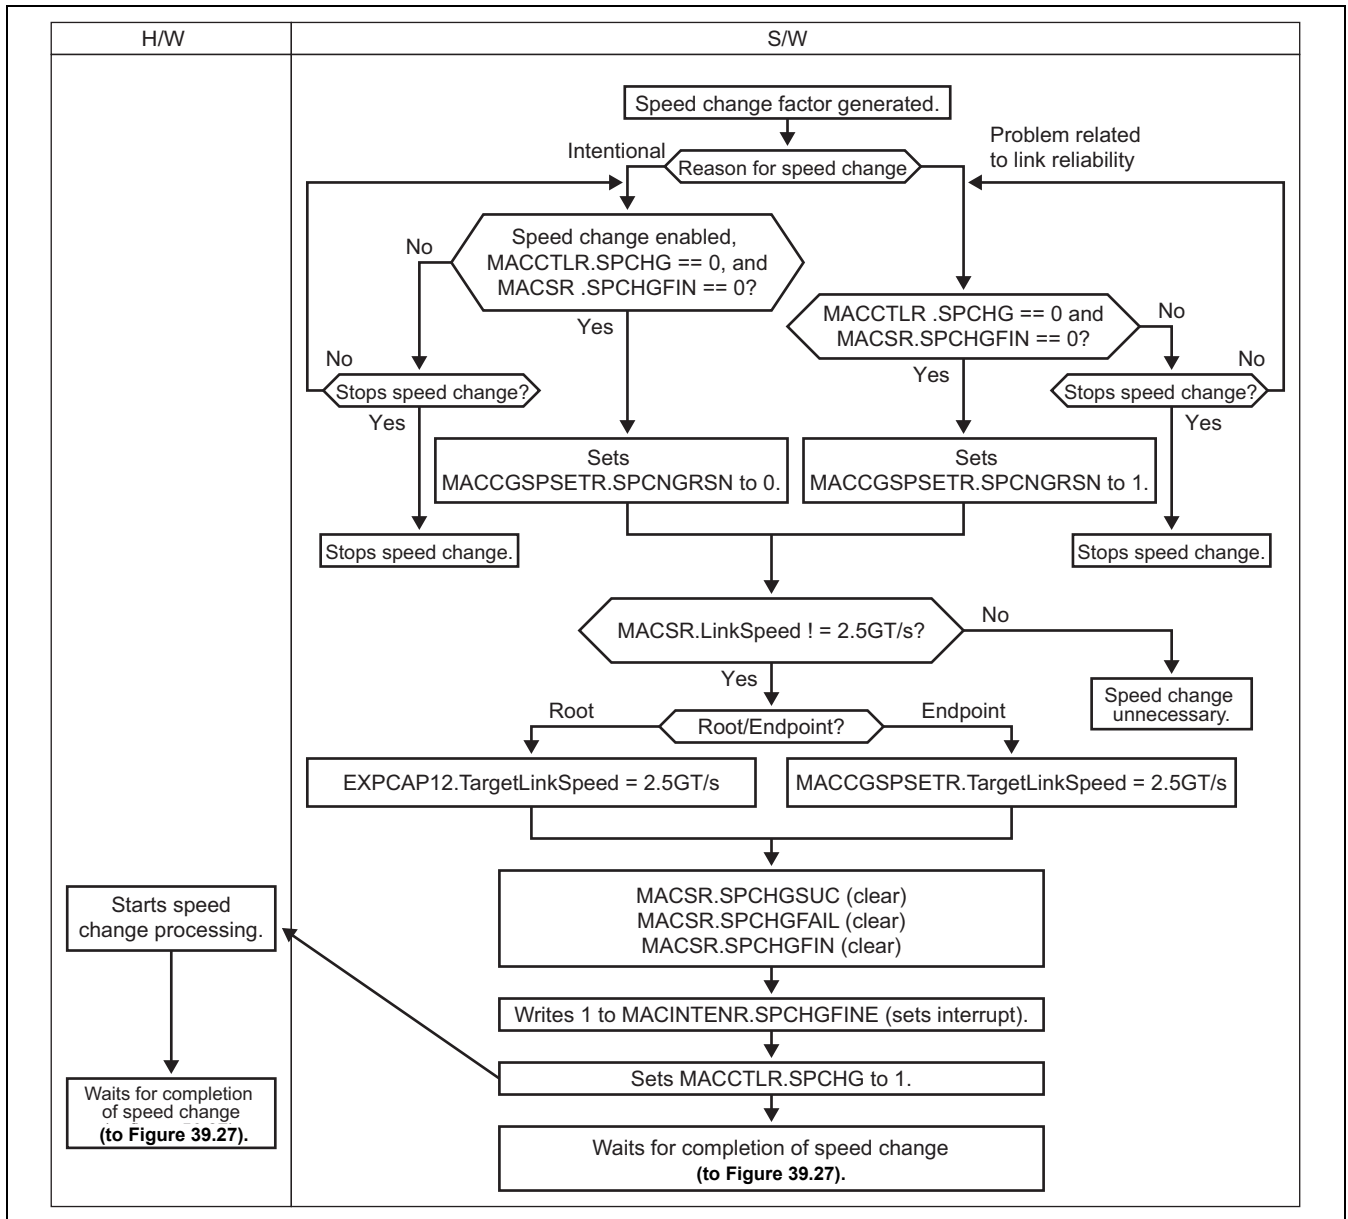 H/W
S/W
Speed change factor generated.
Problem related
to link reliability
Intentional
Reason for speed change
Speed change enabled,
MACCTLR.SPCHG == 0, and
MACSR .SPCHGFIN == 0?
No
Yes
MACCTLR .SPCHG == 0 and
MACSR.SPCHGFIN == 0?
No
Yes
No
Stops speed change?
Yes
No
Stops speed change?
Yes
Sets
MACCGSPSETR.SPCNGRSN to 0.
Sets
MACCGSPSETR.SPCNGRSN to 1.
Stops speed change.
Stops speed change.
MACSR.LinkSpeed ! = 2.5GT/s?
No
Yes
Speed change
unnecessary.
Root
Root/Endpoint?
Endpoint
EXPCAP12.TargetLinkSpeed = 2.5GT/s
MACCGSPSETR.TargetLinkSpeed = 2.5GT/s
MACSR.SPCHGSUC (clear)
MACSR.SPCHGFAIL (clear)
MACSR.SPCHGFIN (clear)
Starts speed
change processing.
Writes 1 to MACINTENR.SPCHGFINE (sets interrupt).
Sets MACCTLR.SPCHG to 1.
Waits for completion
of speed change
(to Figure 39.27).
Waits for completion of speed change
(to Figure 39.27).